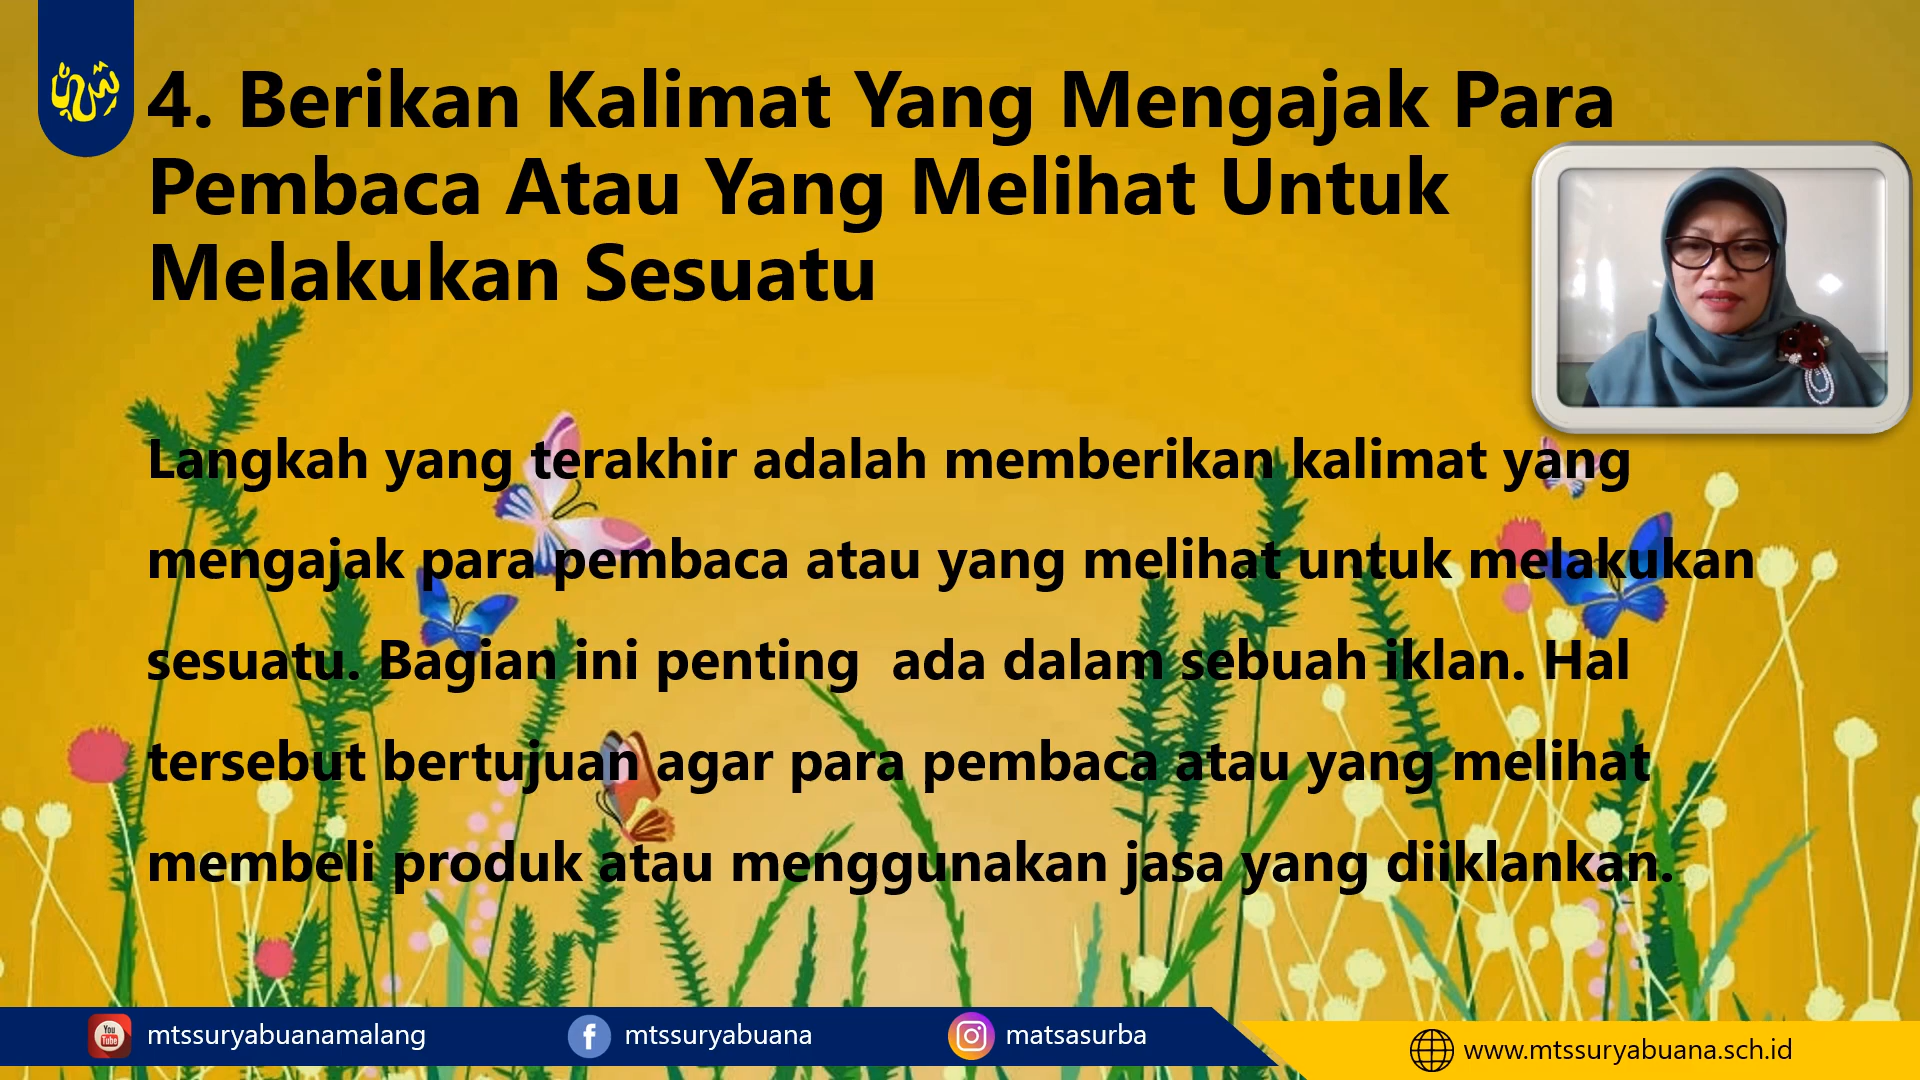 4. Berikan Kalimat Yang Mengajak Para
Pembaca Atau Yang Melihat Untuk
Melakukan Sesuatu
Langkah yang terakhir adalah memberikan kalimat yang
mengajak para pembaca atau yang melihat untuk melakukan
sesuatu. Bagian ini penting  ada dalam sebuah iklan. Hal
tersebut bertujuan agar para pembaca atau yang melihat
membeli produk atau menggunakan jasa yang diiklankan.
You Tube mtssuryabuanamalang
f mtssuryabuana
matsasurba
www.mtssuryabuana.sch.id